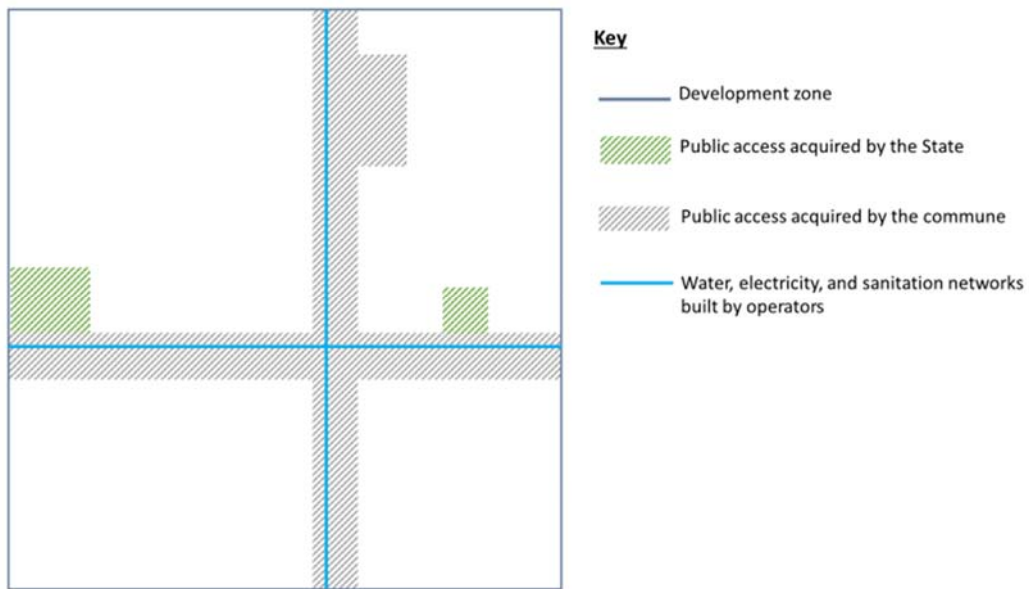 Key
Development zone
Public access acquired by the State
Public access acquired by the commune
Water, electricity, and sanitation networks
built by operators